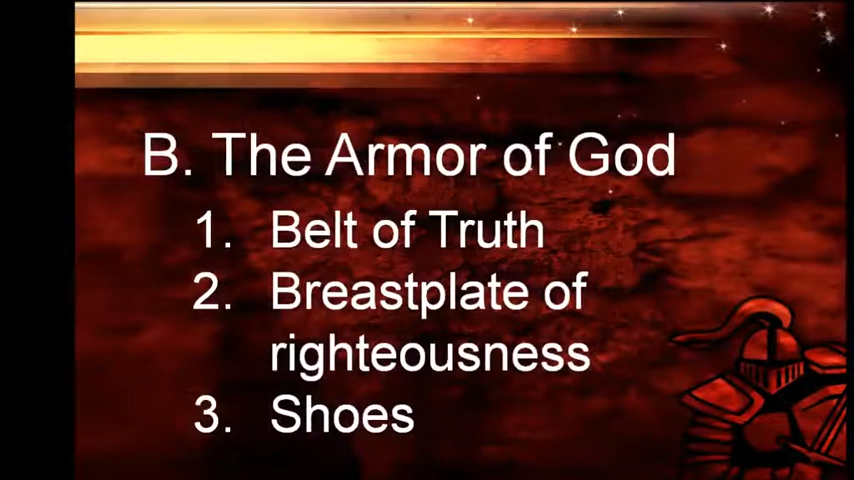 B. The Armor of God
1. Belt of Truth
2. Breastplate of
righteousness
3. Shoes